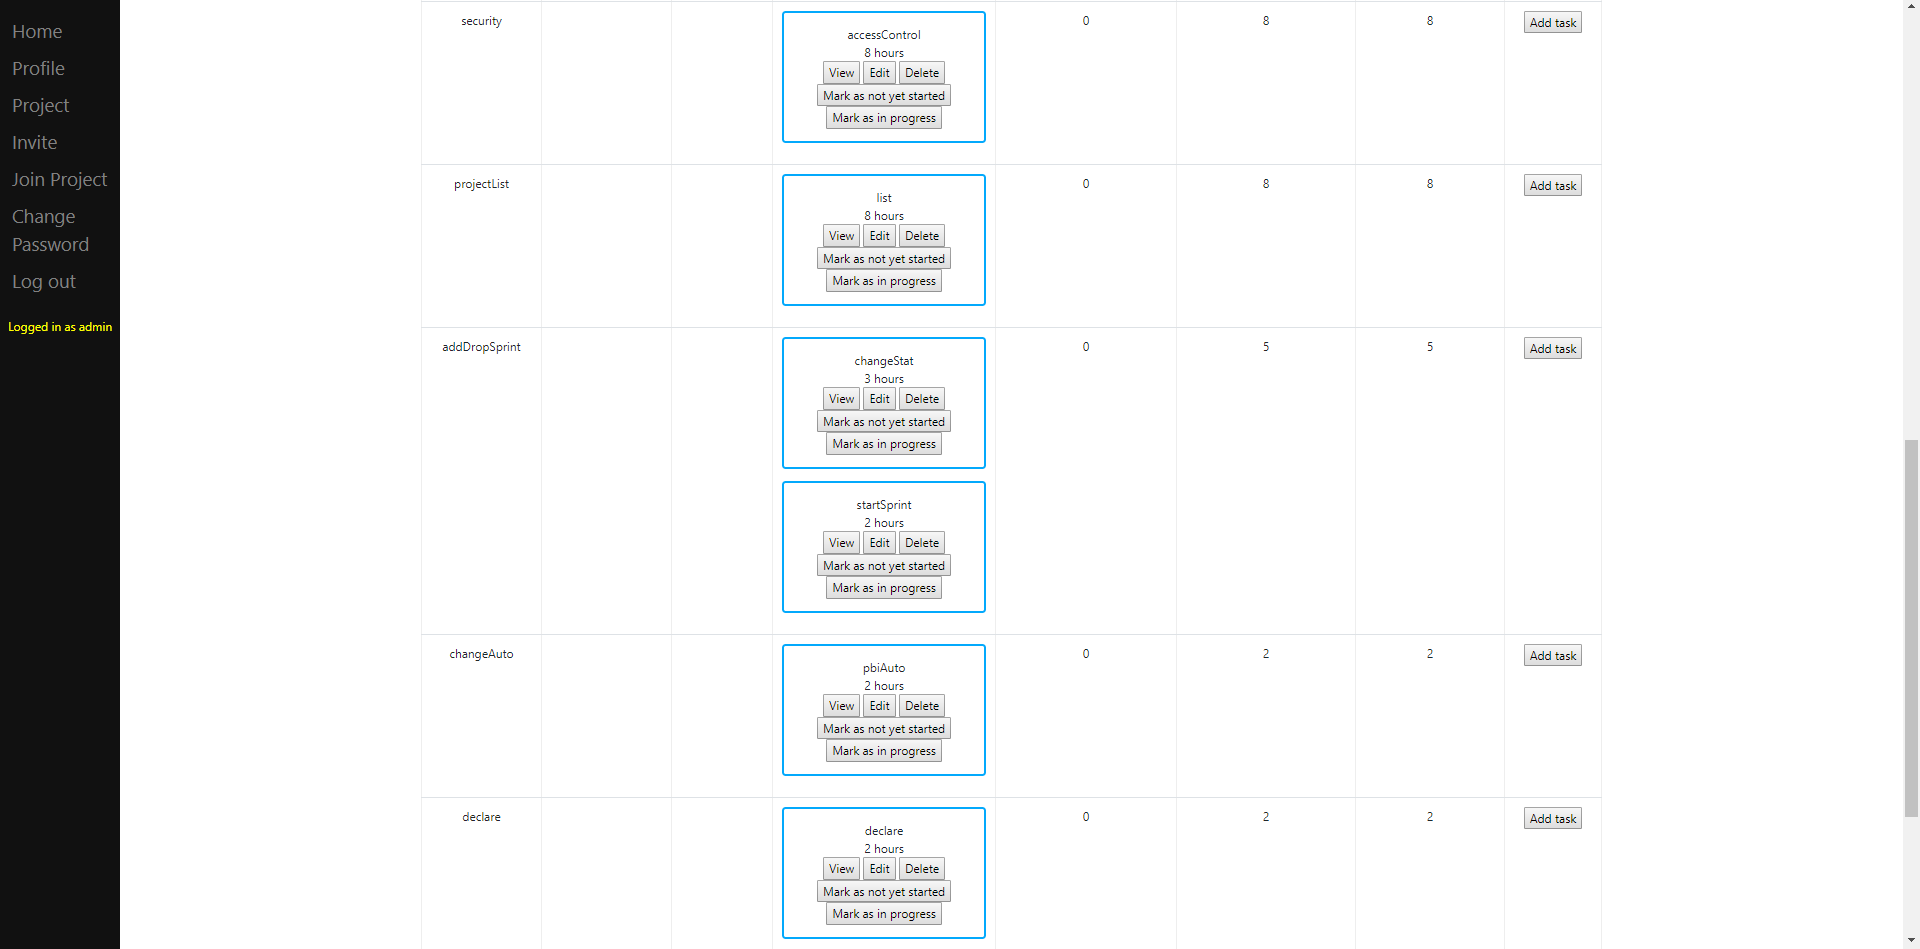 Home
Profile
Project
Invite
Join Project
Change
Password
Log out
Logged in as admin
security
accessControl
8 hours
View Edit Delete
Mark as not yet started
Mark as in progress
0 8 8 Add task
projectList
list
8 hours
View Edit Delete
Mark as not yet started
Mark as in progress
0 8 8 Add task
addDropSprint
changeStat
3 hours
View Edit Delete
Mark as not yet started
Mark as in progress
startSprint
2 hours
View Edit Delete
Mark as not yet started
Mark as in progress
0 5 5 Add task
changeAuto
pbiAuto
2 hours
View Edit Delete
Mark as not yet started
Mark as in progress
0 2 2 Add task
declare
declare
2 hours
View Edit Delete
Mark as not yet started
Mark as in progress
0 2 2 Add task